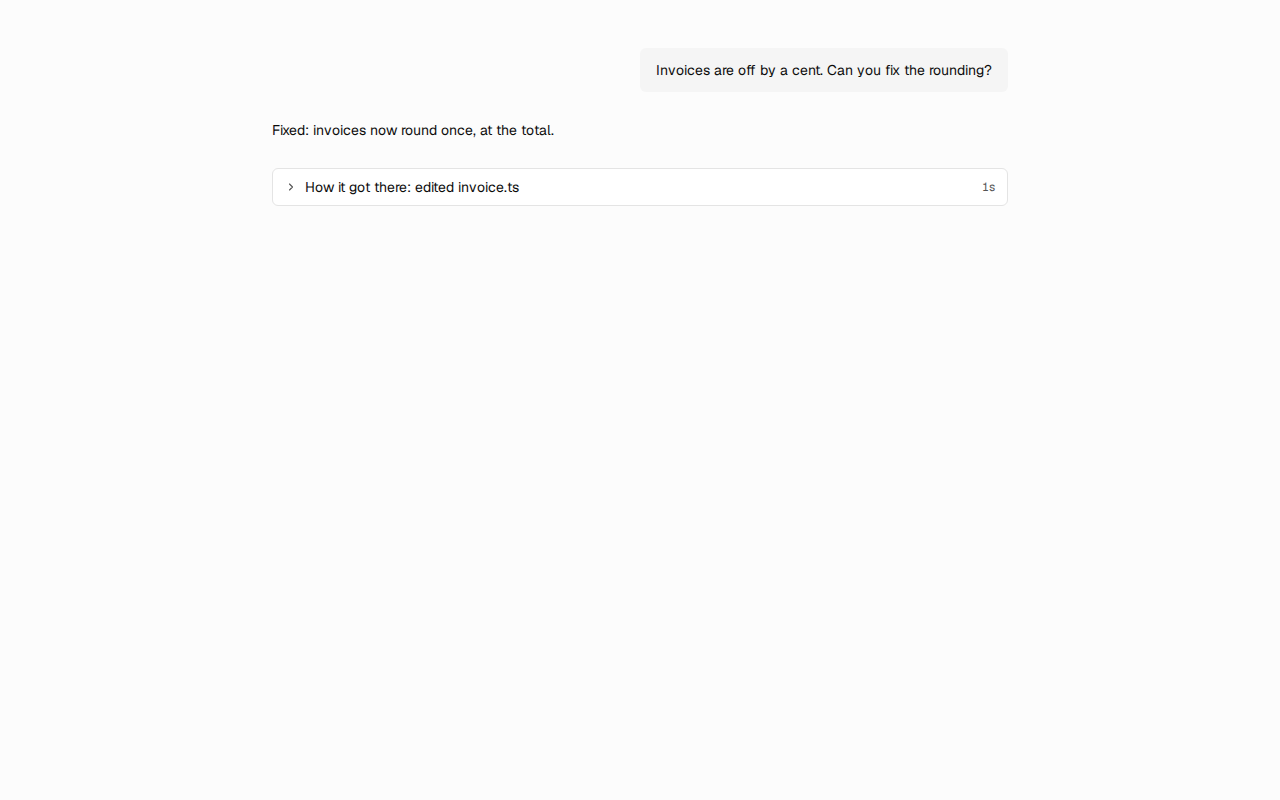 Invoices are off by a cent. Can you fix the rounding?
Fixed: invoices now round once, at the total.
How it got there: edited invoice.ts 1s